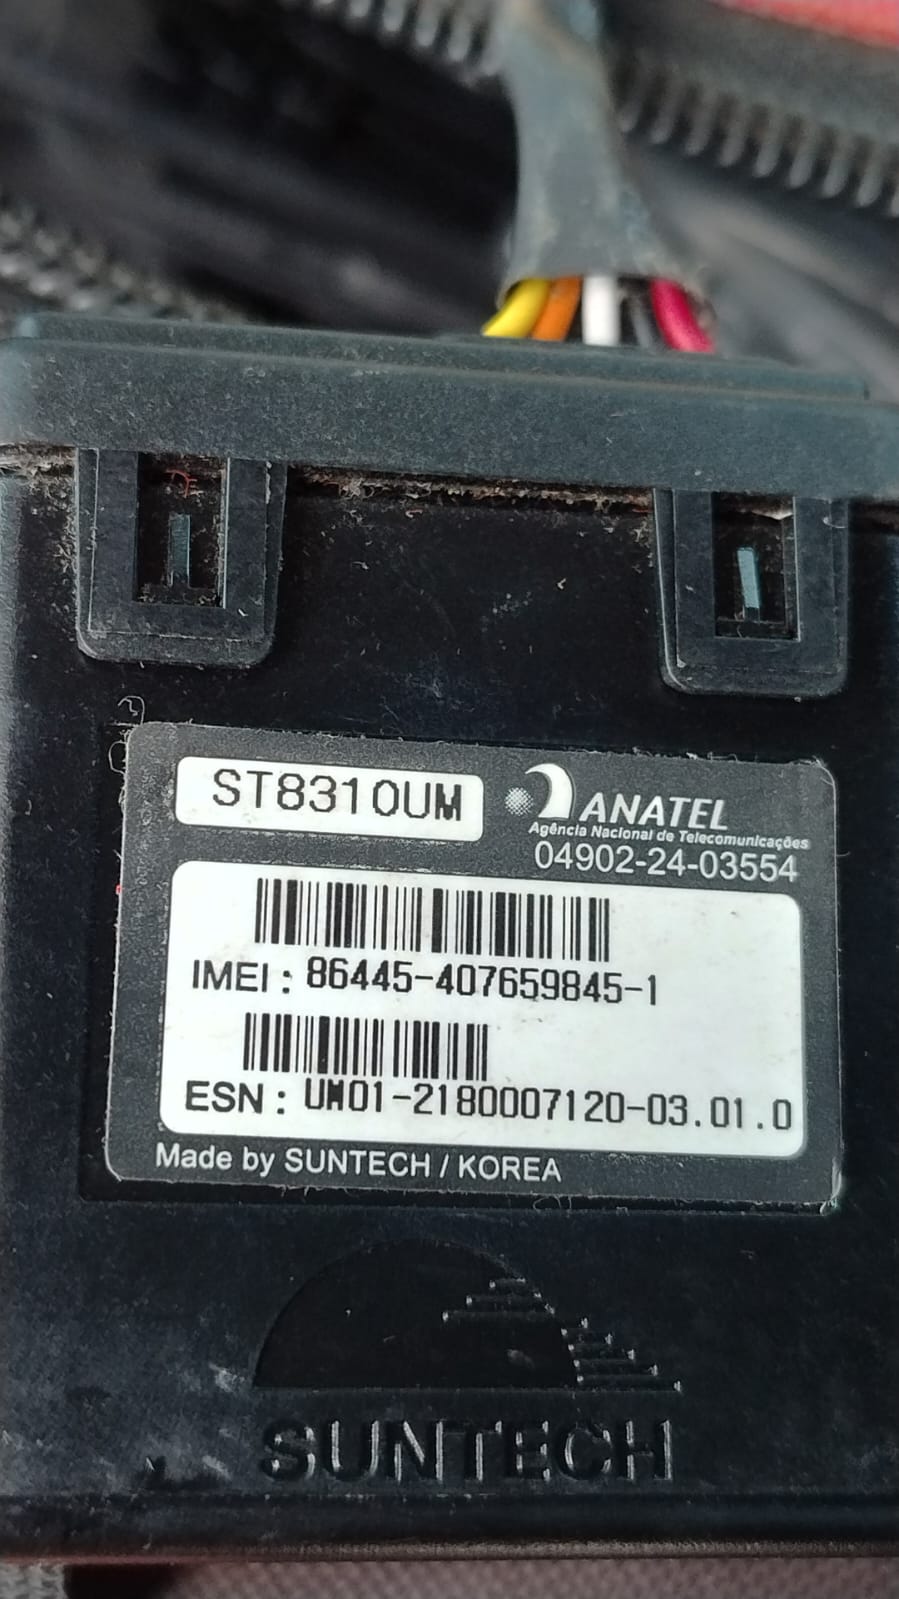 ST8310UM
ANATEL
Agência Nacional de Telecomunicações
04902-24-03554
IMEI : 86445-407659845-1
ESN : UM01-2180007120-03.01.0
Made by SUNTECH / KOREA
SUNTECH